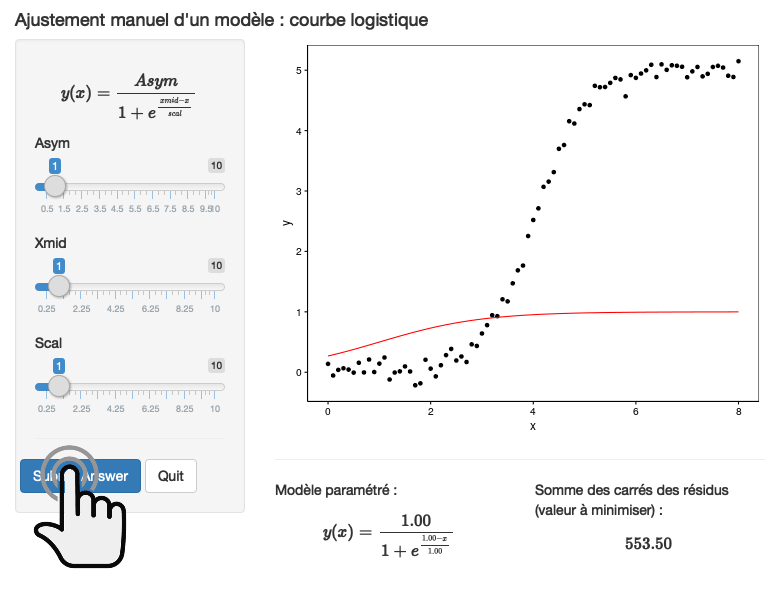 Ajustement manuel d'un modèle : courbe logistique
y(x) = Asym / (1 + e^((xmid−x)/scal))
Asym
1 10
0.5 1.5 2.5 3.5 4.5 5.5 6.5 7.5 8.5 9.5 10
Xmid
1 10
0.25 2.25 4.25 6.25 8.25 10
Scal
1 10
0.25 2.25 4.25 6.25 8.25 10
Answer Quit
5
4
3
y
2
1
0
0 2 4 6 8
x
Modèle paramétré :
y(x) = 1.00 / (1 + e^((1.00−x)/1.00))
Somme des carrés des résidus
(valeur à minimiser) :
553.50